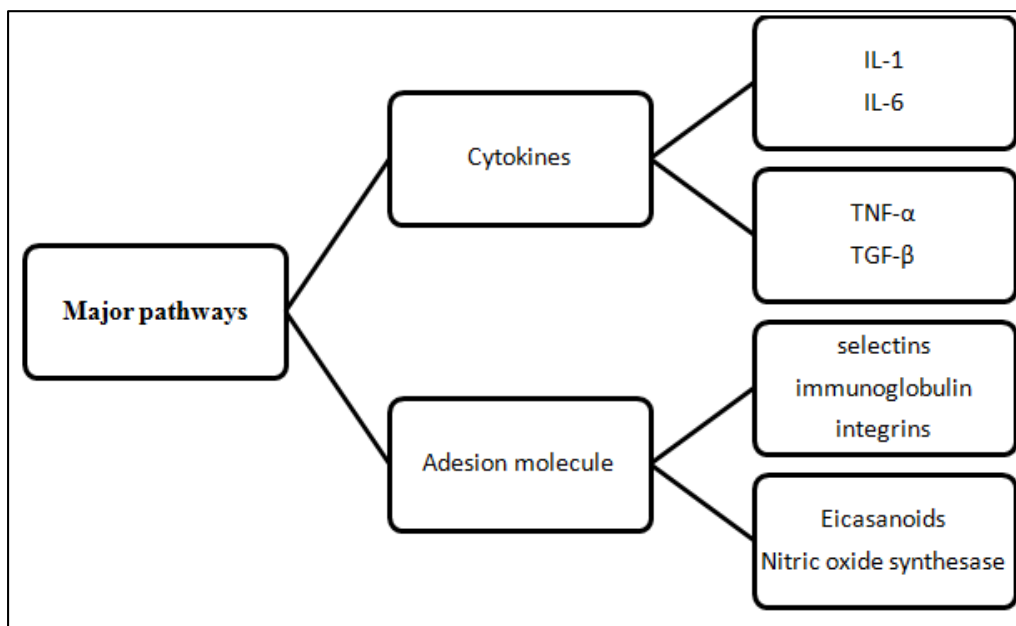 Major pathways
Cytokines
IL-1
IL-6
TNF-α
TGF-β
Adesion molecule
selectins
immunoglobulin
integrins
Eicasanoids
Nitric oxide synthesase